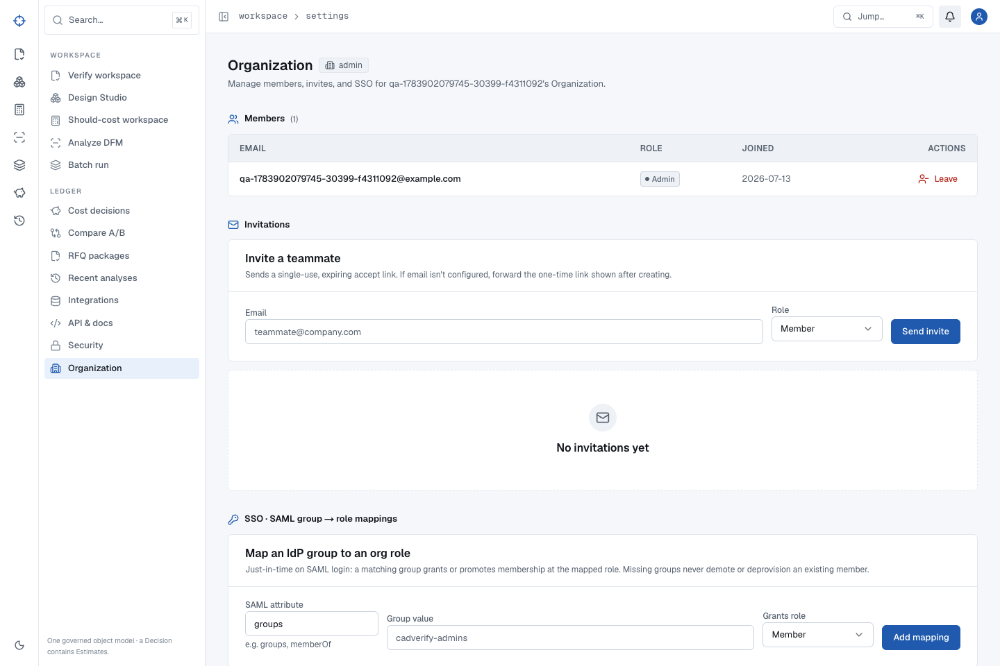 Search...
⌘ K
WORKSPACE
Verify workspace
Design Studio
Should-cost workspace
Analyze DFM
Batch run
LEDGER
Cost decisions
Compare A/B
RFQ packages
Recent analyses
Integrations
API & docs
Security
Organization
One governed object model · a Decision
contains Estimates.
workspace > settings
Jump...
⌘K
Organization
admin
Manage members, invites, and SSO for qa-1783902079745-30399-f4311092's Organization.
Members (1)
EMAIL ROLE JOINED ACTIONS
qa-1783902079745-30399-f4311092@example.com Admin 2026-07-13 Leave
Invitations
Invite a teammate
Sends a single-use, expiring accept link. If email isn't configured, forward the one-time link shown after creating.
Email
teammate@company.com
Role
Member
Send invite
No invitations yet
SSO · SAML group → role mappings
Map an IdP group to an org role
Just-in-time on SAML login: a matching group grants or promotes membership at the mapped role. Missing groups never demote or deprovision an existing member.
SAML attribute
groups
e.g. groups, memberOf
Group value
cadverify-admins
Grants role
Member
Add mapping